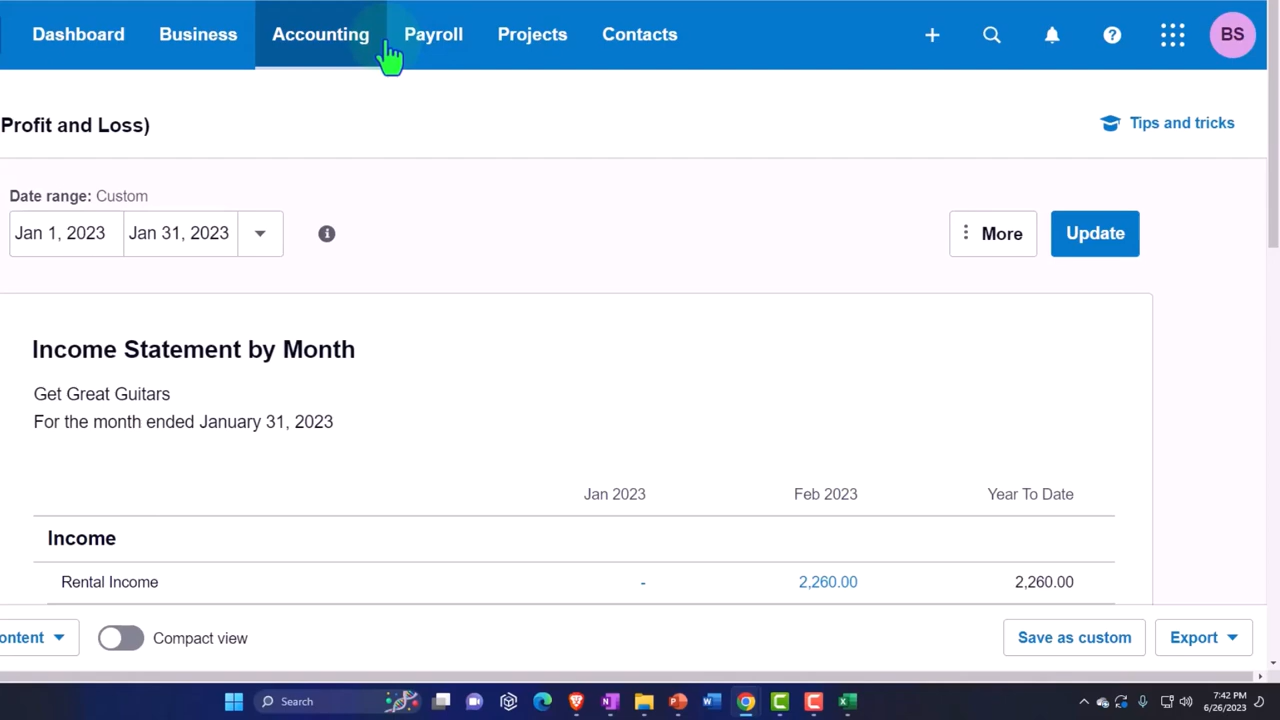 Dashboard Business Accounting Payroll Projects Contacts BS
Profit and Loss)
Tips and tricks
Date range: Custom
Jan 1, 2023 Jan 31, 2023
More Update
Income Statement by Month
Get Great Guitars
For the month ended January 31, 2023
Jan 2023 Feb 2023 Year To Date
Income
Rental Income - 2,260.00 2,260.00
ontent Compact view Save as custom Export
Search
7:42 PM
6/26/2023